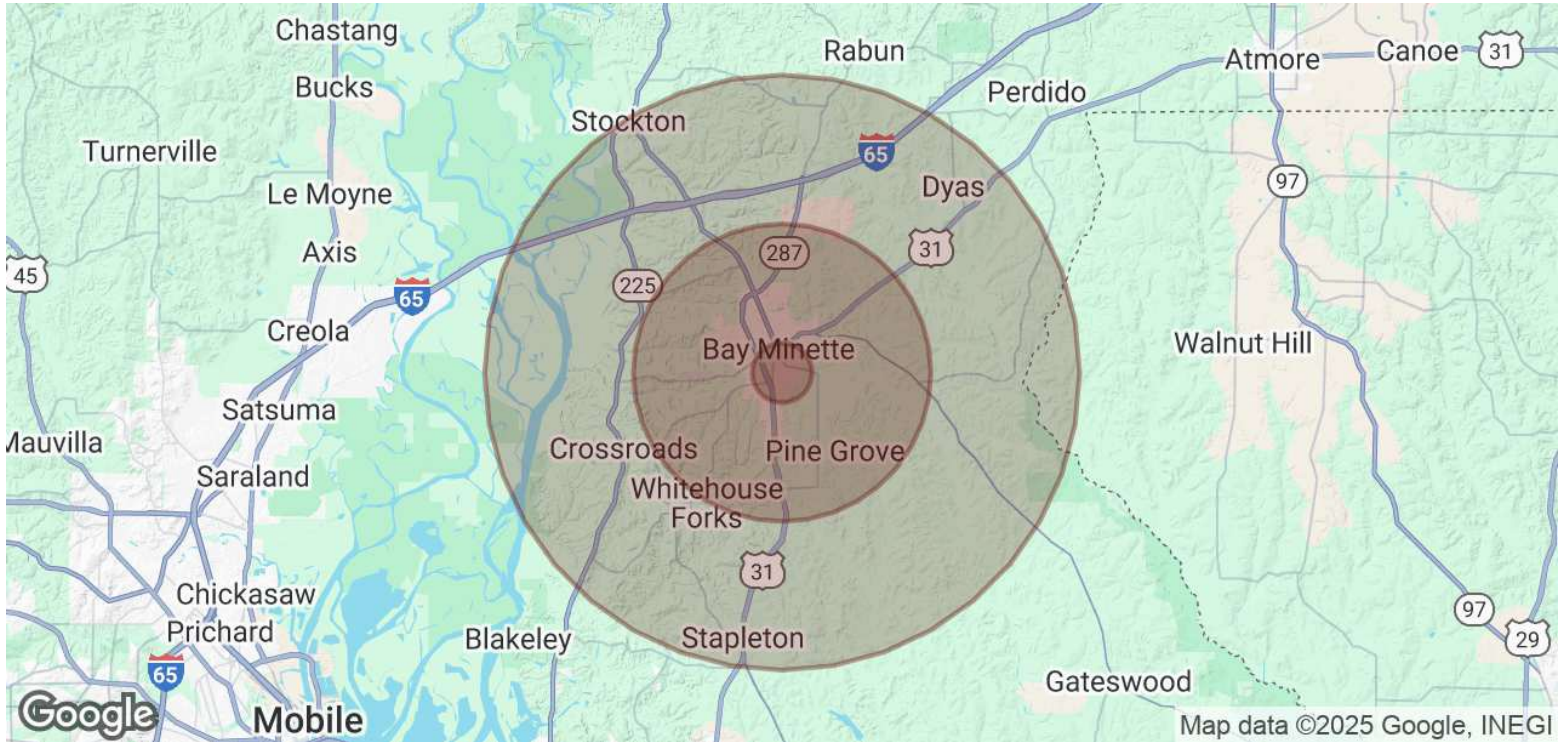 Chastang
Rabun
Atmore
Canoe
31
Bucks
Perdido
Stockton
65
Turnerville
Dyas
97
Le Moyne
287
31
Axis
45
225
65
Creola
Bay Minette
Walnut Hill
Satsuma
Mauvilla
Crossroads
Pine Grove
Saraland
Whitehouse
Forks
31
Chickasaw
97
Prichard
Blakeley
Stapleton
29
65
Gateswood
Google
Mobile
Map data ©2025 Google, INEGI